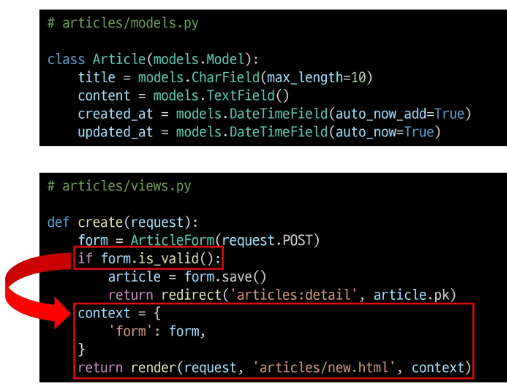 # articles/models.py
class Article(models.Model):
    title = models.CharField(max_length=10)
    content = models.TextField()
    created_at = models.DateTimeField(auto_now_add=True)
    updated_at = models.DateTimeField(auto_now=True)
# articles/views.py
def create(request):
    form = ArticleForm(request.POST)
    if form.is_valid():
        article = form.save()
        return redirect('articles:detail', article.pk)
    context = {
        'form': form,
    }
    return render(request, 'articles/new.html', context)